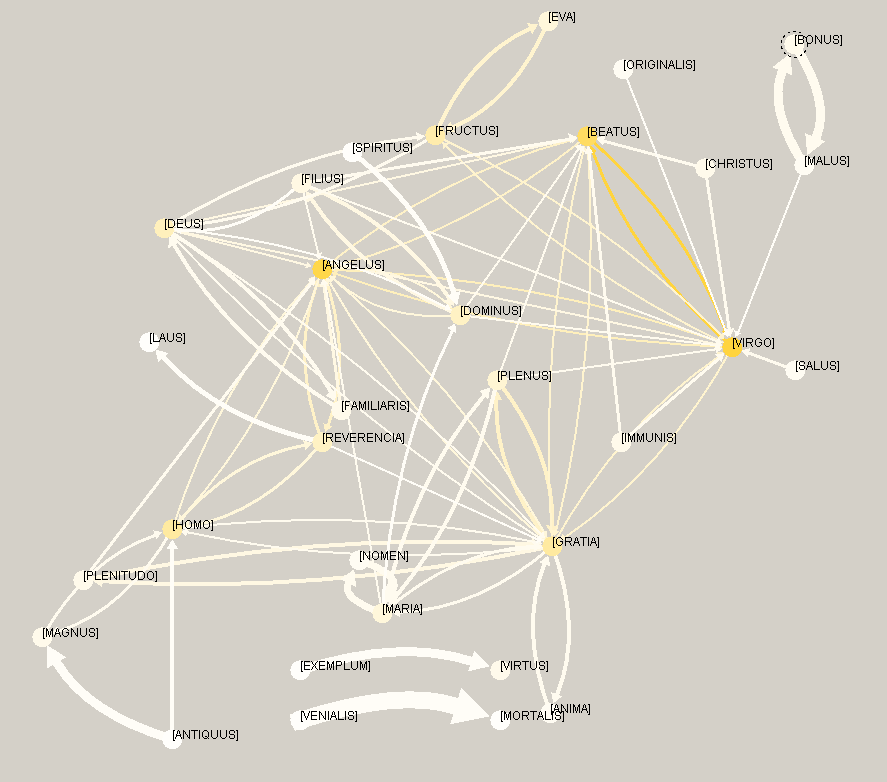 [EVA]
[BONUS]
[ORIGINALIS]
[FRUCTUS]
[BEATUS]
[SPIRITUS]
[CHRISTUS]
[MALUS]
[FILIUS]
[DEUS]
[ANGELUS]
[DOMINUS]
[LAUS]
[VIRGO]
[SALUS]
[PLENUS]
[FAMILIARIS]
[REVERENCIA]
[IMMUNIS]
[HOMO]
[GRATIA]
[NOMEN]
[PLENITUDO]
[MARIA]
[MAGNUS]
[EXEMPLUM]
[VIRTUS]
[ANIMA]
[VENIALIS]
[MORTALIS]
[ANTIQUUS]